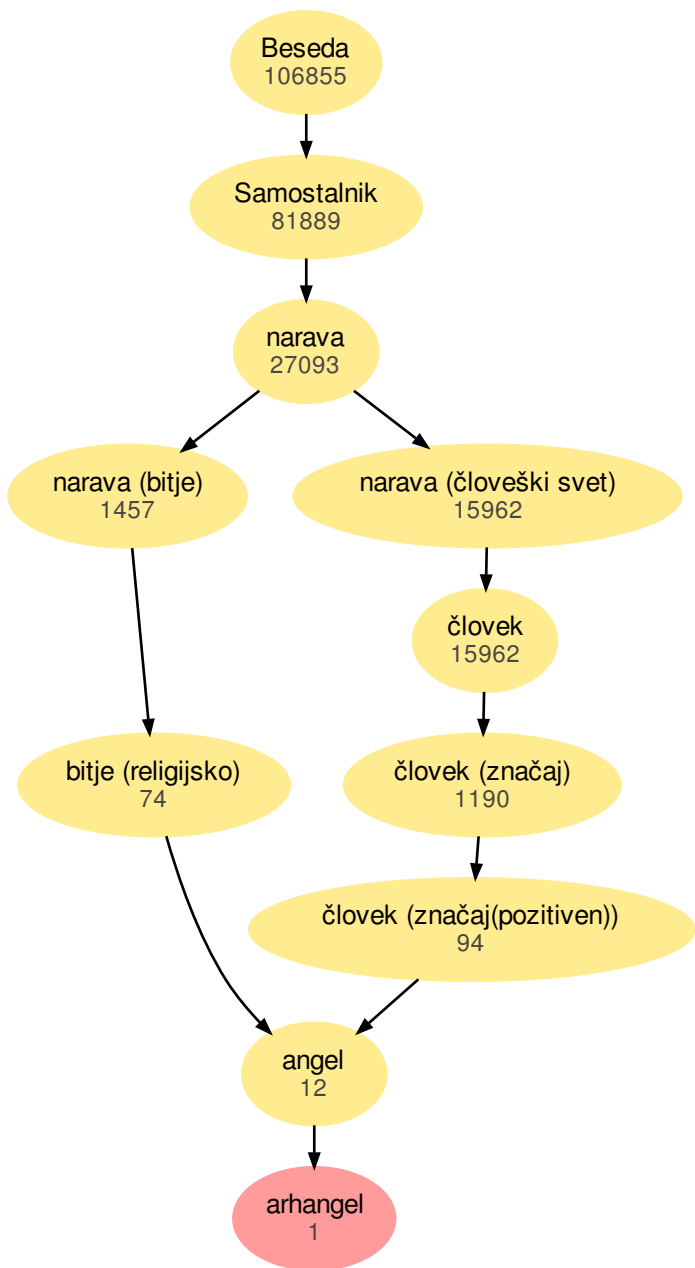 Beseda
106855
Samostalnik
81889
narava
27093
narava (bitje)
1457
narava (človeški svet)
15962
človek
15962
bitje (religijsko)
74
človek (značaj)
1190
človek (značaj(pozitiven))
94
angel
12
arhangel
1